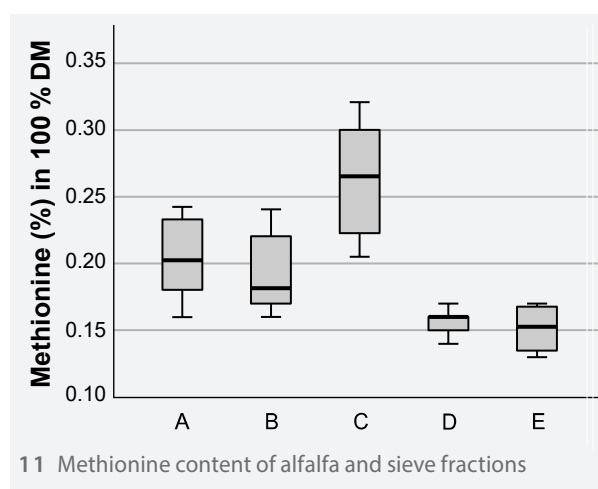 Methionine (%) in 100 % DM
0.35
0.30
0.25
0.20
0.15
0.10
A B C D E
11 Methionine content of alfalfa and sieve fractions